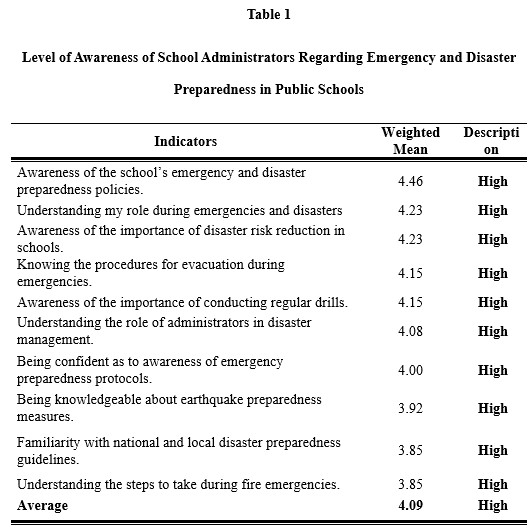 Table 1
Level of Awareness of School Administrators Regarding Emergency and Disaster
Preparedness in Public Schools
Indicators Weighted Mean Descripti on
Awareness of the school’s emergency and disaster
preparedness policies. 4.46 High
Understanding my role during emergencies and disasters 4.23 High
Awareness of the importance of disaster risk reduction in
schools. 4.23 High
Knowing the procedures for evacuation during
emergencies. 4.15 High
Awareness of the importance of conducting regular drills. 4.15 High
Understanding the role of administrators in disaster
management. 4.08 High
Being confident as to awareness of emergency
preparedness protocols. 4.00 High
Being knowledgeable about earthquake preparedness
measures. 3.92 High
Familiarity with national and local disaster preparedness
guidelines. 3.85 High
Understanding the steps to take during fire emergencies. 3.85 High
Average 4.09 High